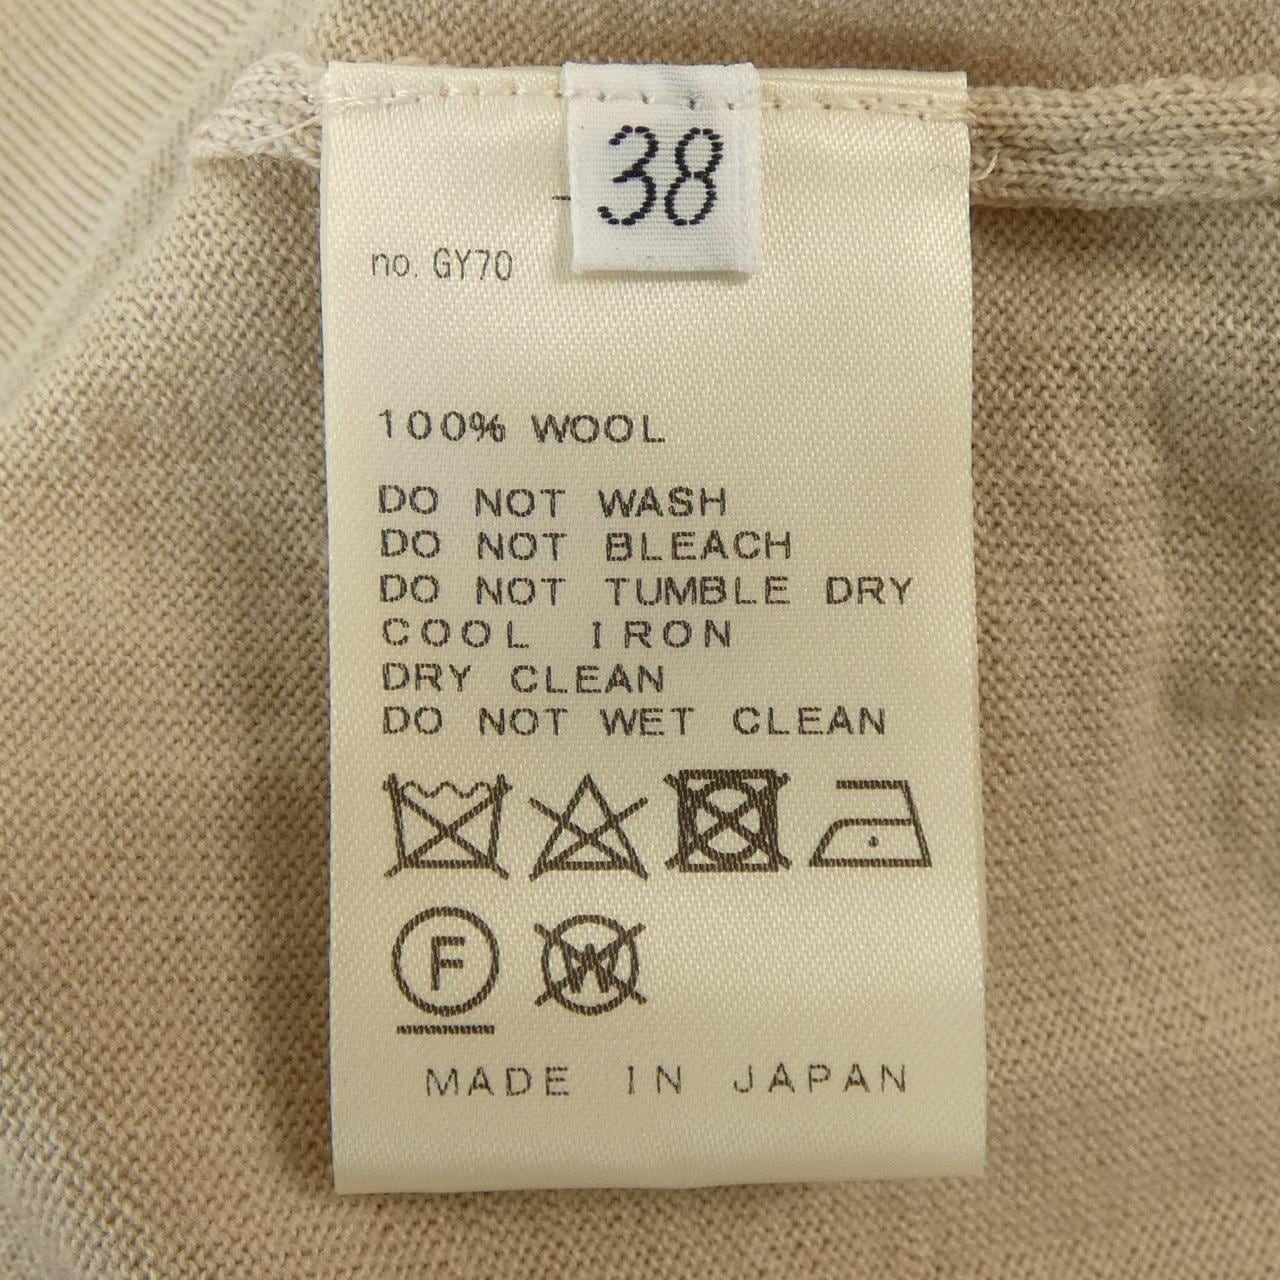 38
no. GY70
100% WOOL
DO NOT WASH
DO NOT BLEACH
DO NOT TUMBLE DRY
COOL IRON
DRY CLEAN
DO NOT WET CLEAN
F W
MADE IN JAPAN